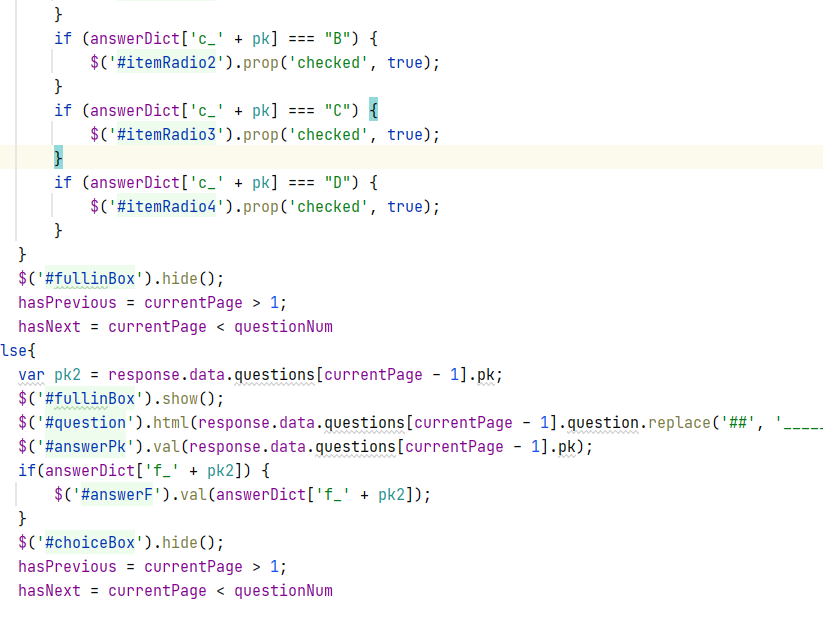 }
if (answerDict['c_' + pk] === "B") {
$('#itemRadio2').prop('checked', true);
}
if (answerDict['c_' + pk] === "C") {
$('#itemRadio3').prop('checked', true);
}
if (answerDict['c_' + pk] === "D") {
$('#itemRadio4').prop('checked', true);
}
}
$('#fullinBox').hide();
hasPrevious = currentPage > 1;
hasNext = currentPage < questionNum
lse{
var pk2 = response.data.questions[currentPage - 1].pk;
$('#fullinBox').show();
$('#question').html(response.data.questions[currentPage - 1].question.replace('##', '_____
$('#answerPk').val(response.data.questions[currentPage - 1].pk);
if(answerDict['f_' + pk2]) {
$('#answerF').val(answerDict['f_' + pk2]);
}
$('#choiceBox').hide();
hasPrevious = currentPage > 1;
hasNext = currentPage < questionNum